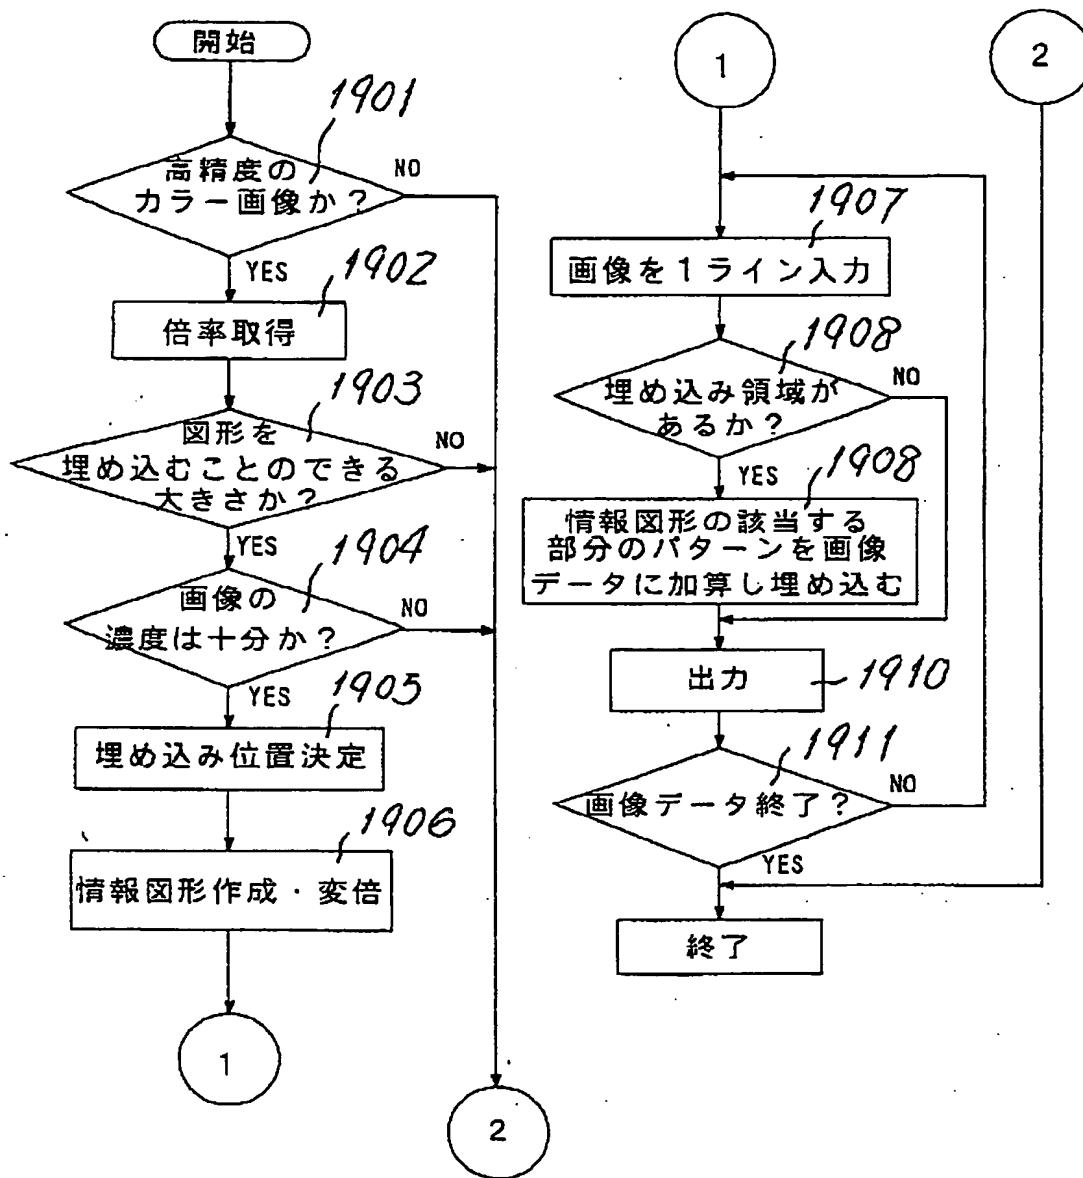 開始
1901
高精度の
カラー画像か？
NO
YES
1902
倍率取得
1903
図形を
埋め込むことのできる
大きさか？
NO
YES
1904
画像の
濃度は十分か？
NO
YES
1905
埋め込み位置決定
1906
情報図形作成・変倍
1
2
1
2
1907
画像を１ライン入力
1908
埋め込み領域が
あるか？
NO
YES
1908
情報図形の該当する
部分のパターンを画像
データに加算し埋め込む
出力
1910
1911
画像データ終了？
NO
YES
終了